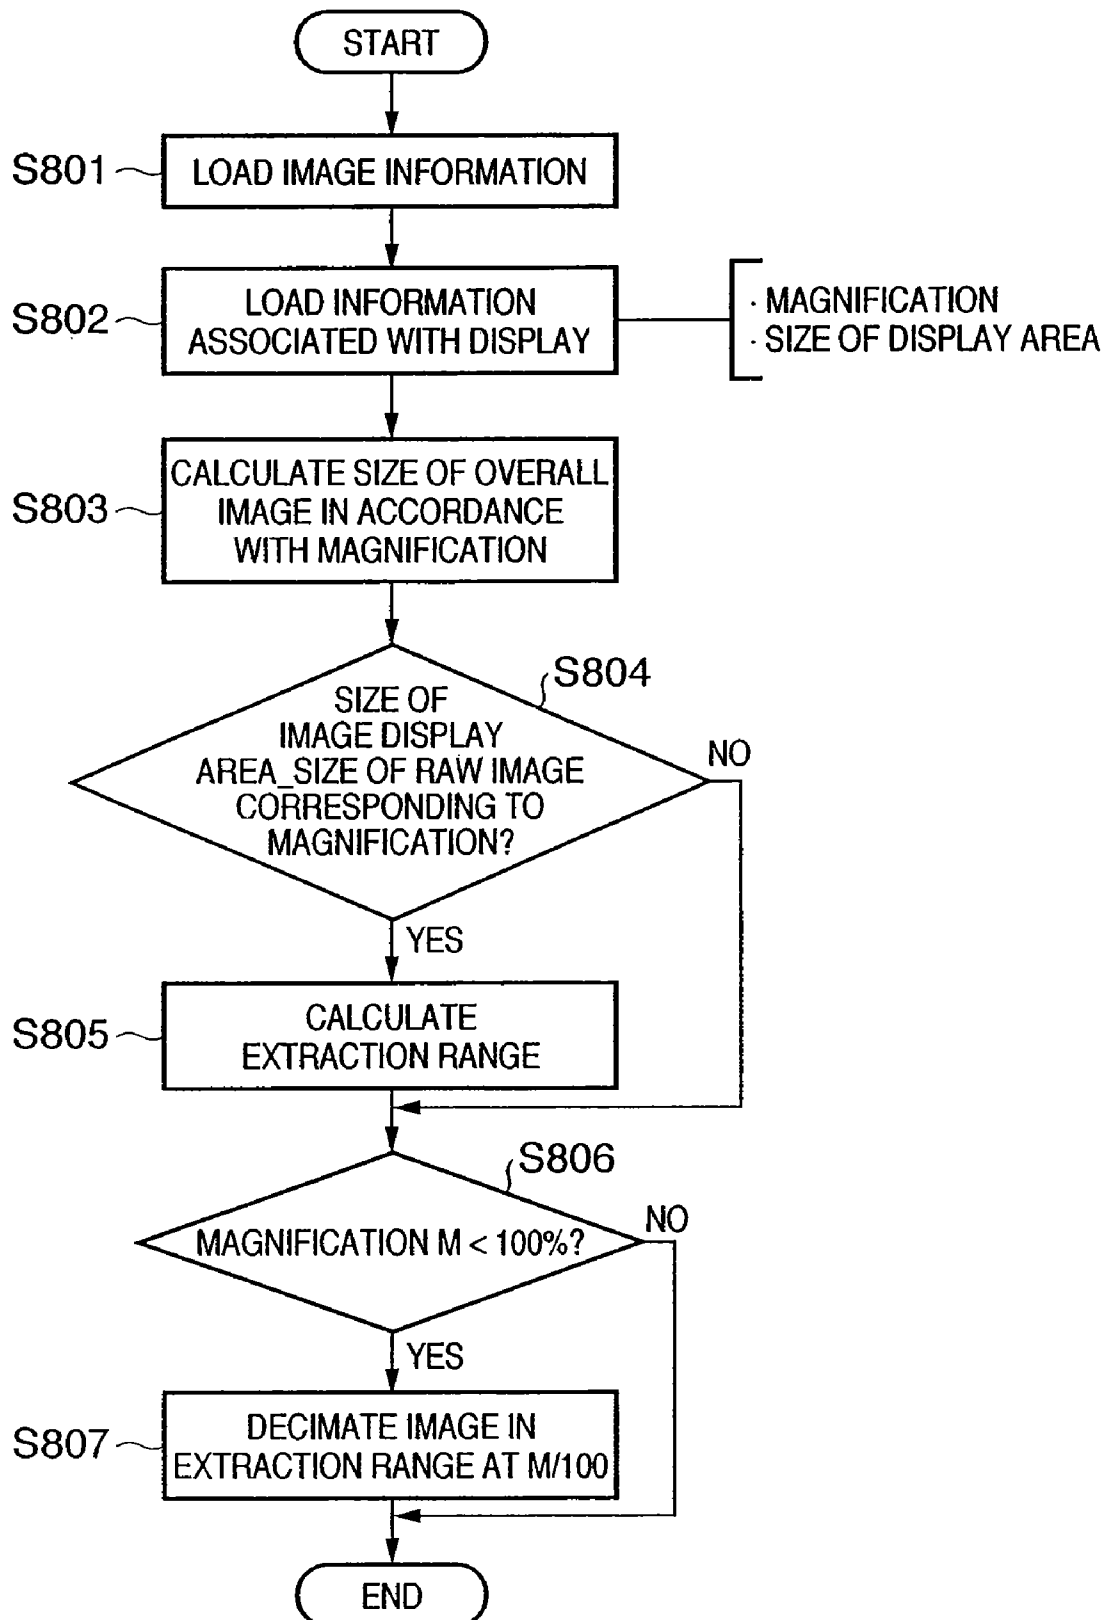 START
S801
LOAD IMAGE INFORMATION
S802
LOAD INFORMATION
ASSOCIATED WITH DISPLAY
· MAGNIFICATION
· SIZE OF DISPLAY AREA
S803
CALCULATE SIZE OF OVERALL
IMAGE IN ACCORDANCE
WITH MAGNIFICATION
S804
SIZE OF
IMAGE DISPLAY
AREA_SIZE OF RAW IMAGE
CORRESPONDING TO
MAGNIFICATION?
NO
YES
S805
CALCULATE
EXTRACTION RANGE
S806
MAGNIFICATION M < 100%?
NO
YES
S807
DECIMATE IMAGE IN
EXTRACTION RANGE AT M/100
END